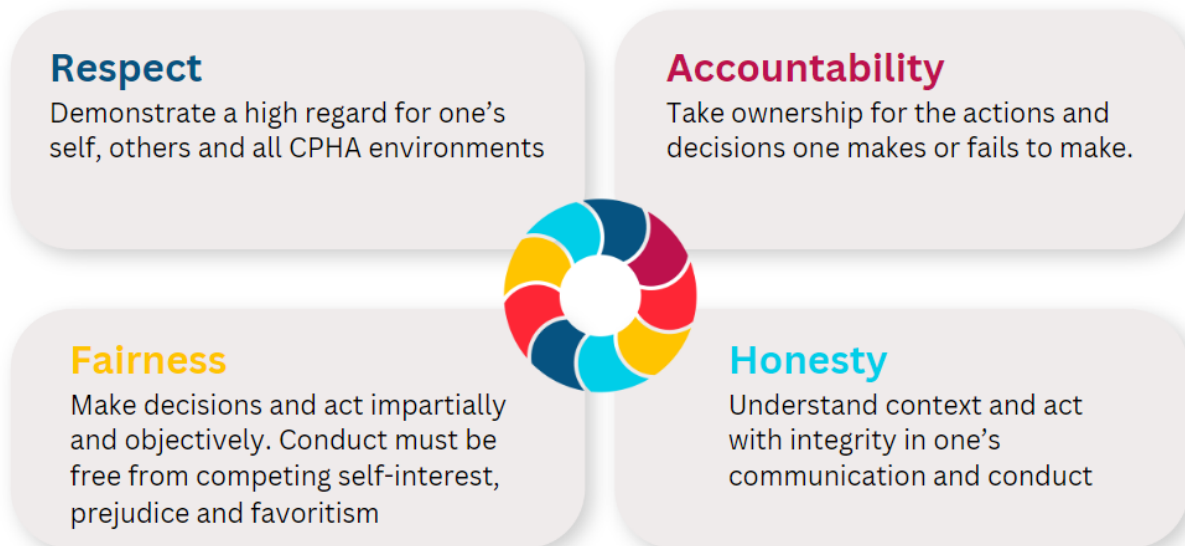 Respect
Demonstrate a high regard for one’s
self, others and all CPHA environments
Accountability
Take ownership for the actions and
decisions one makes or fails to make.
Fairness
Make decisions and act impartially
and objectively. Conduct must be
free from competing self-interest,
prejudice and favoritism
Honesty
Understand context and act
with integrity in one’s
communication and conduct